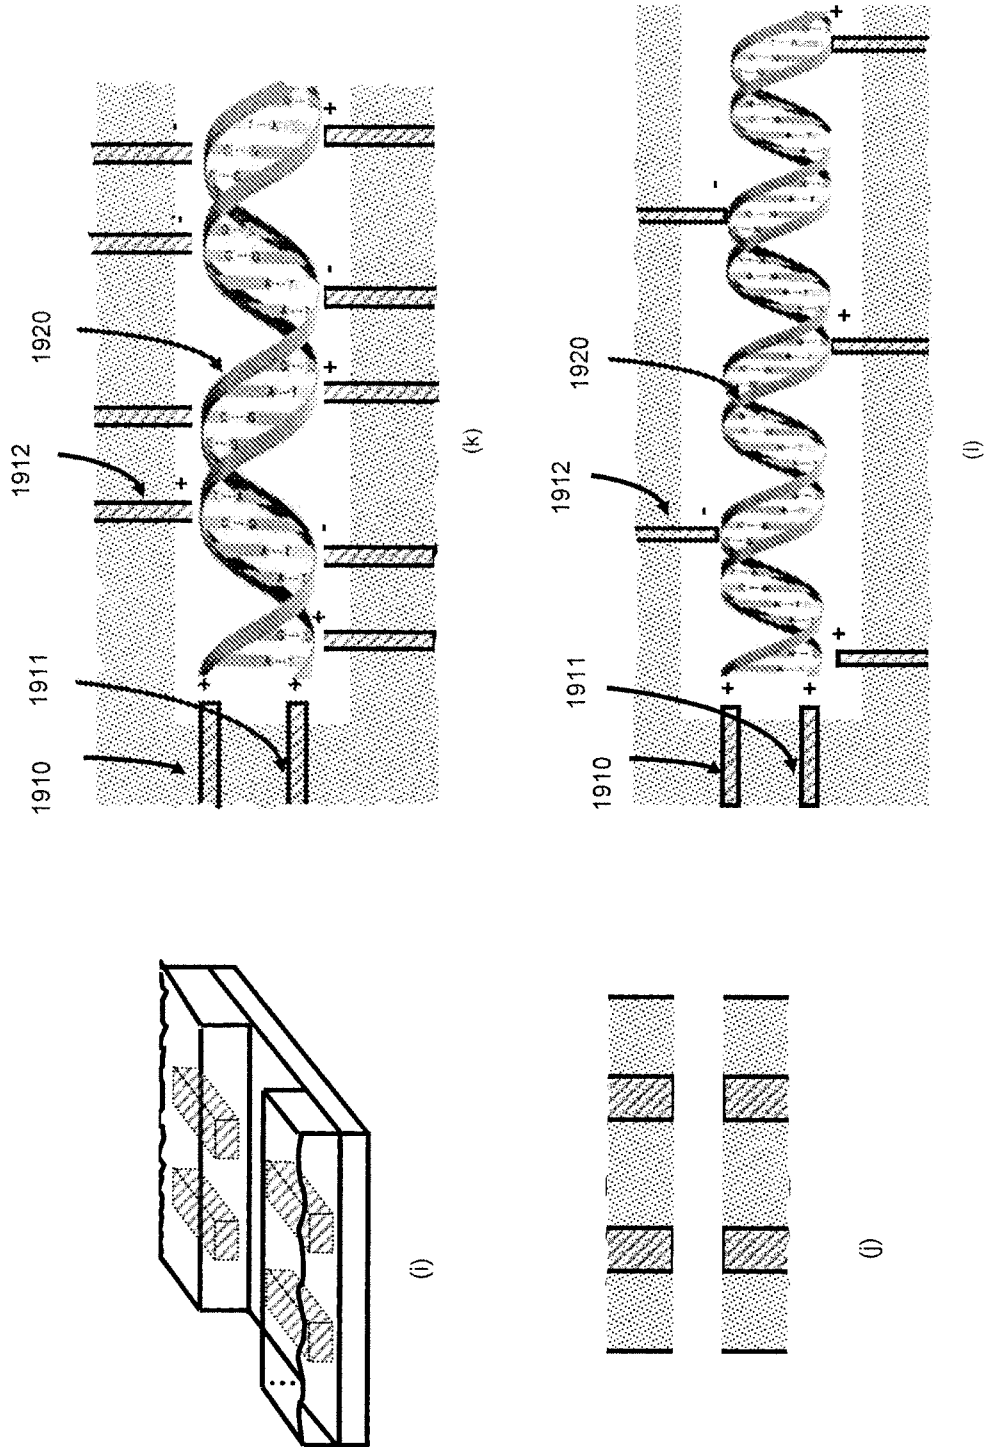 1912
1910 1911 1920
+ - -
+
+
+ - + - +
(i)
(k)
1912
1910 1911 1920
- -
+
+
+ + +
(j)
(l)